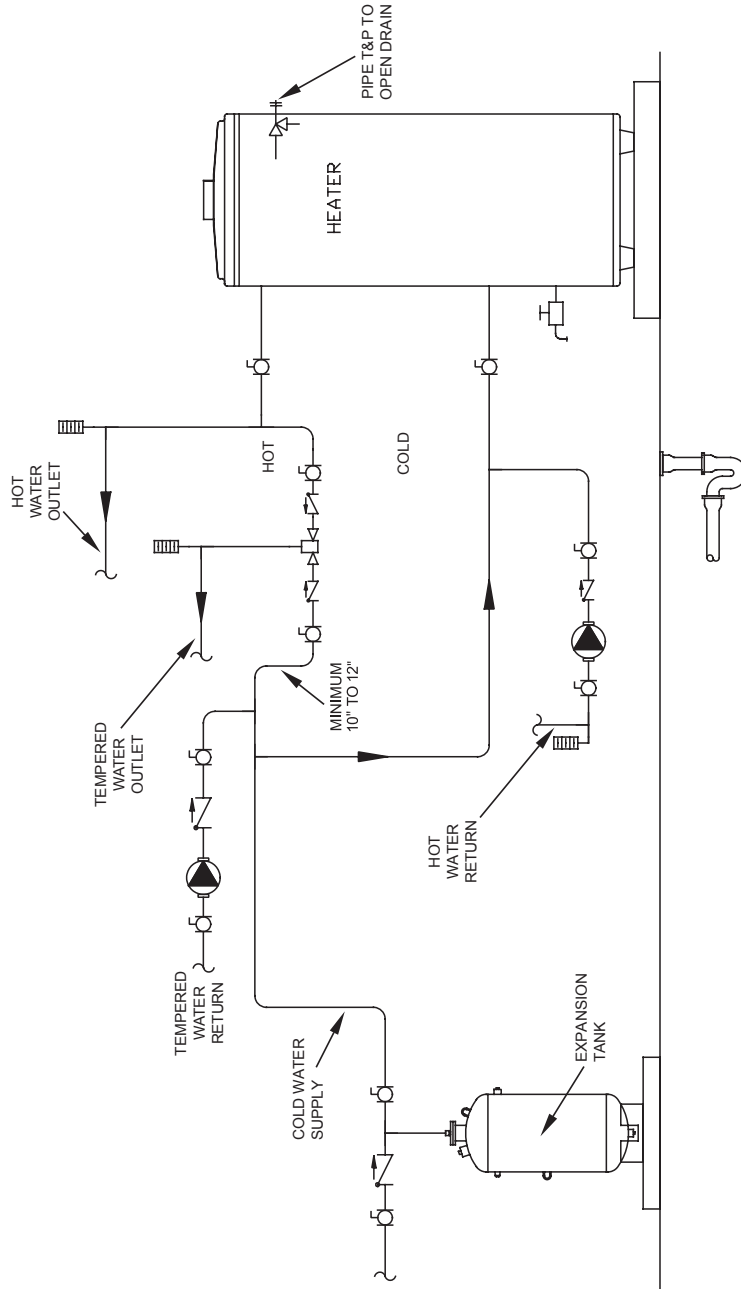 PIPE T&P TO
OPEN DRAIN
HEATER
HOT
WATER
OUTLET
HOT
COLD
TEMPERED
WATER
OUTLET
MINIMUM
10" TO 12"
HOT
WATER
RETURN
TEMPERED
WATER
RETURN
COLD WATER
SUPPLY
EXPANSION
TANK